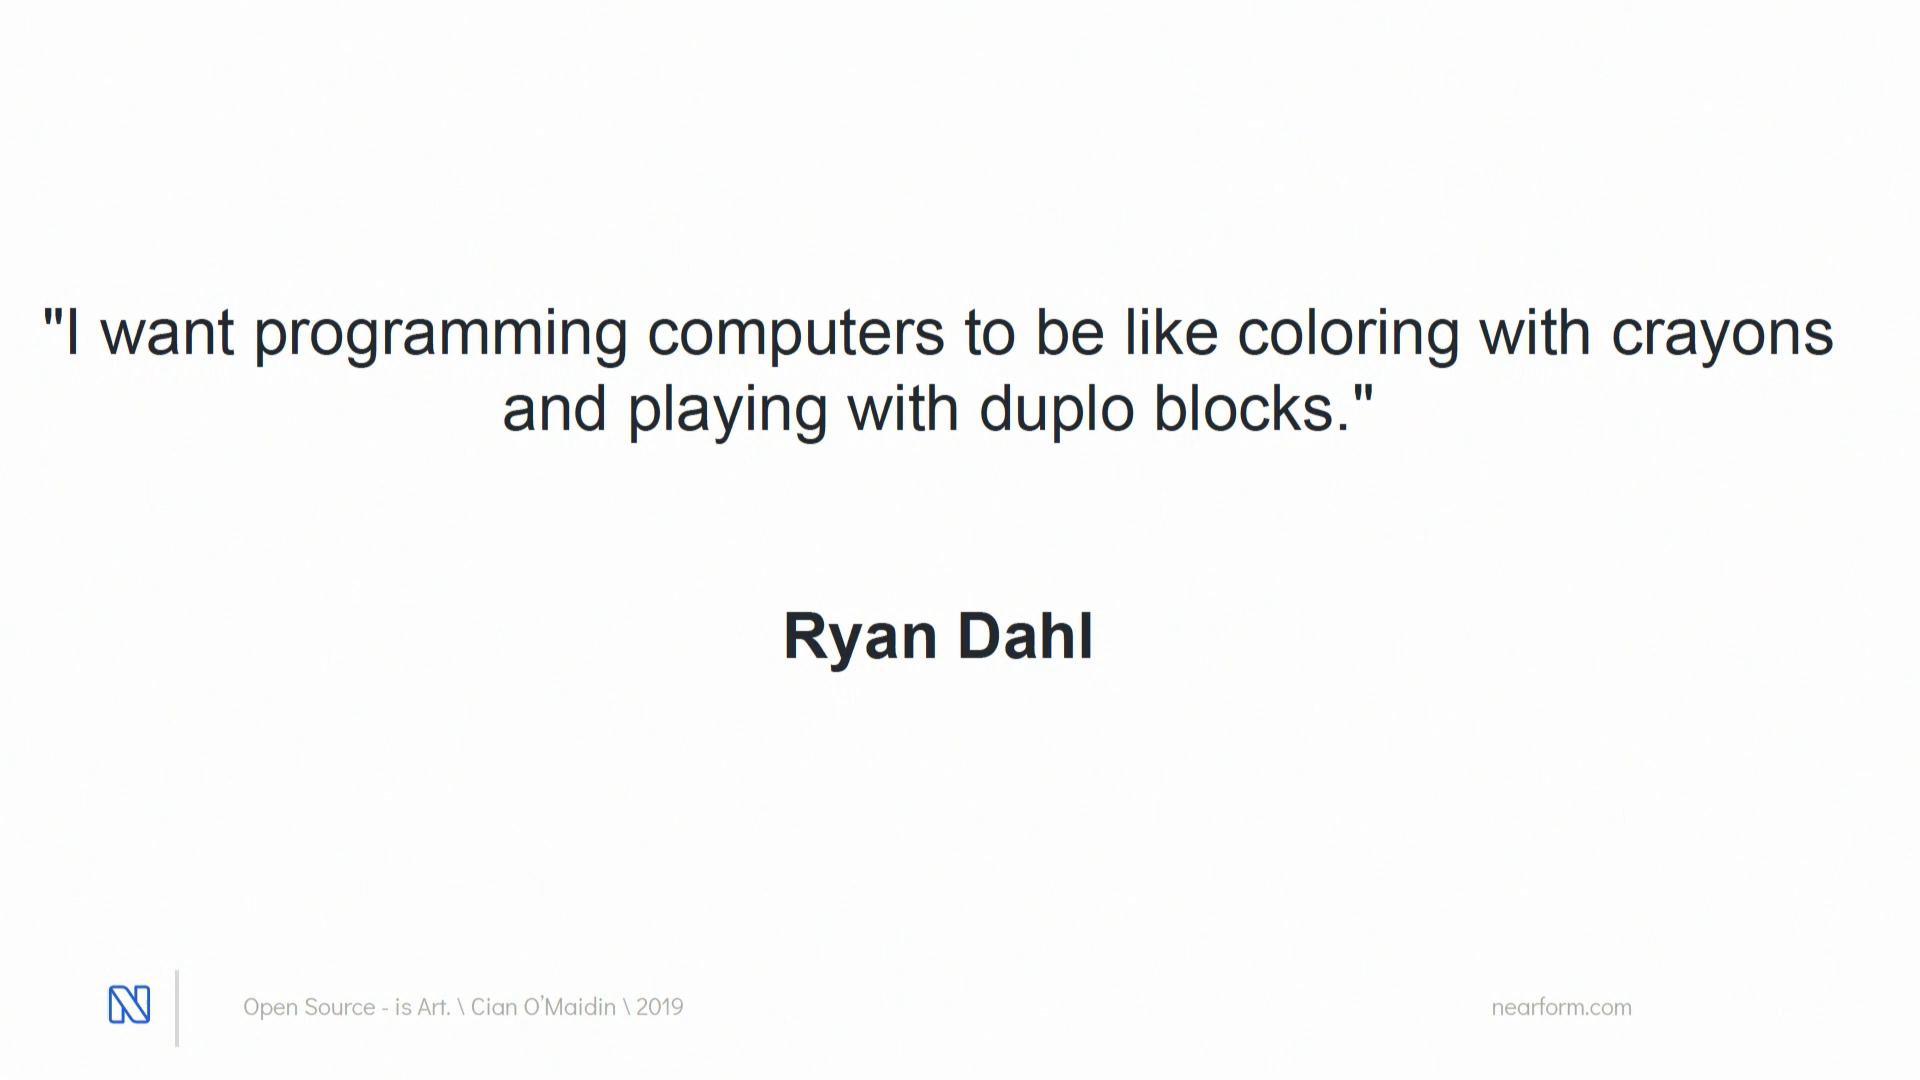 "I want programming computers to be like coloring with crayons
and playing with duplo blocks."
Ryan Dahl
Open Source - is Art. \ Cian O’Maidin \ 2019
nearform.com